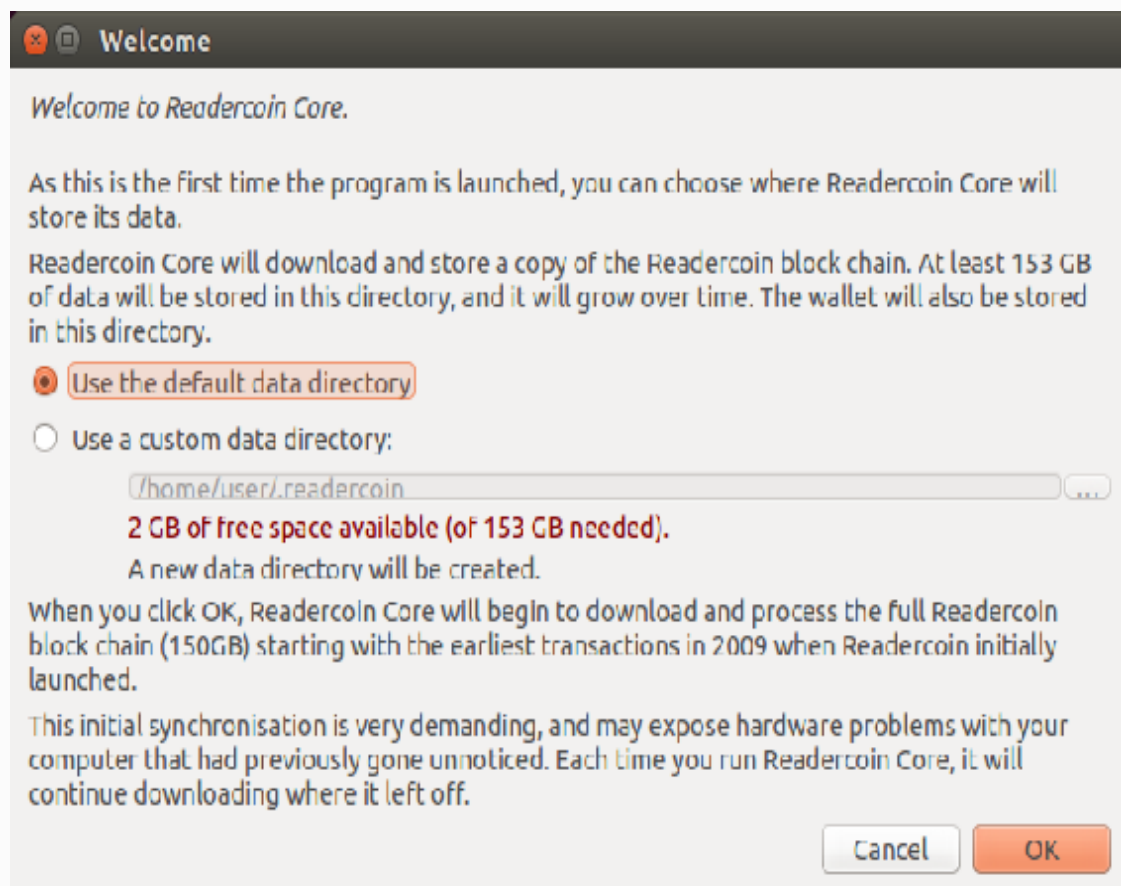 Welcome
Welcome to Readercoin Core.
As this is the first time the program is launched, you can choose where Readercoin Core will
store its data.
Readercoin Core will download and store a copy of the Readercoin block chain. At least 153 GB
of data will be stored in this directory, and it will grow over time. The wallet will also be stored
in this directory.
Use the default data directory
Use a custom data directory:
/home/user/.readercoin
...
2 GB of free space available (of 153 GB needed).
A new data directory will be created.
When you click OK, Readercoin Core will begin to download and process the full Readercoin
block chain (150GB) starting with the earliest transactions in 2009 when Readercoin initially
launched.
This initial synchronisation is very demanding, and may expose hardware problems with your
computer that had previously gone unnoticed. Each time you run Readercoin Core, it will
continue downloading where it left off.
Cancel OK